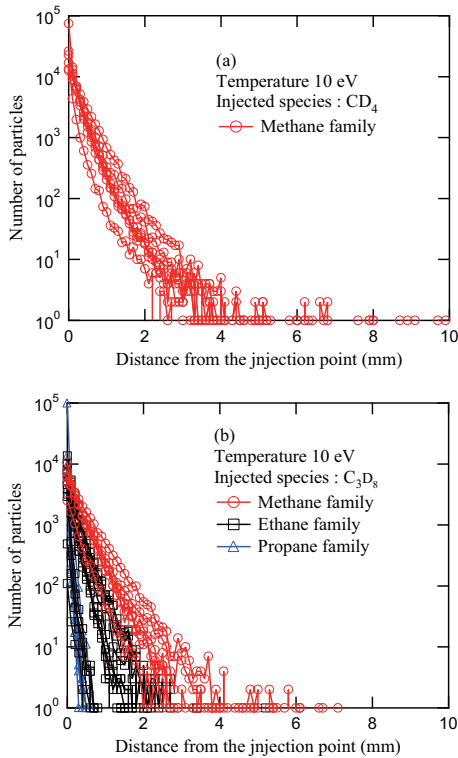 (a)
Temperature 10 eV
Injected species : CD4
Methane family
Number of particles
10^5
10^4
10^3
10^2
10^1
10^0
0
2
4
6
8
10
Distance from the jnjection point (mm)
(b)
Temperature 10 eV
Injected species : C3D8
Methane family
Ethane family
Propane family
Number of particles
10^5
10^4
10^3
10^2
10^1
10^0
0
2
4
6
8
10
Distance from the jnjection point (mm)